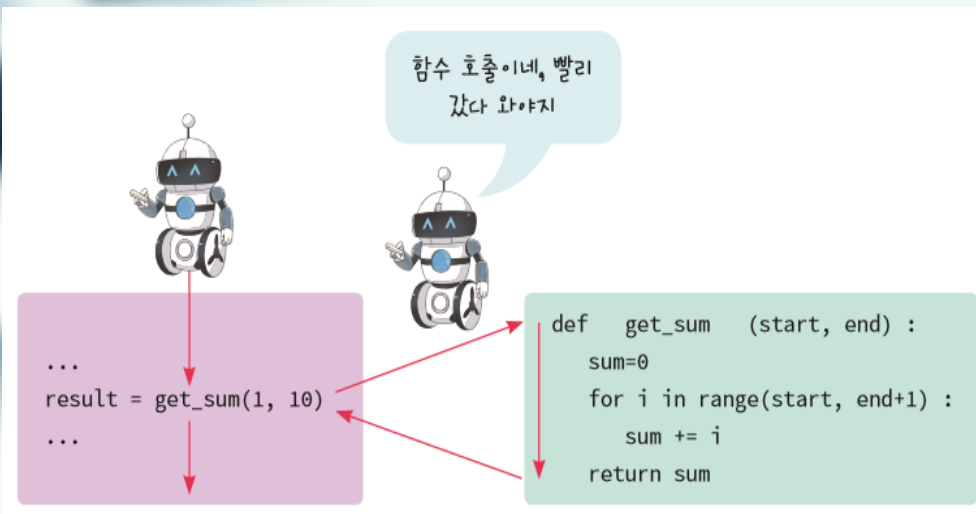 함수 호출이네, 빨리
갔다 와야지
...
result = get_sum(1, 10)
...
def get_sum (start, end) :
sum=0
for i in range(start, end+1) :
sum += i
return sum